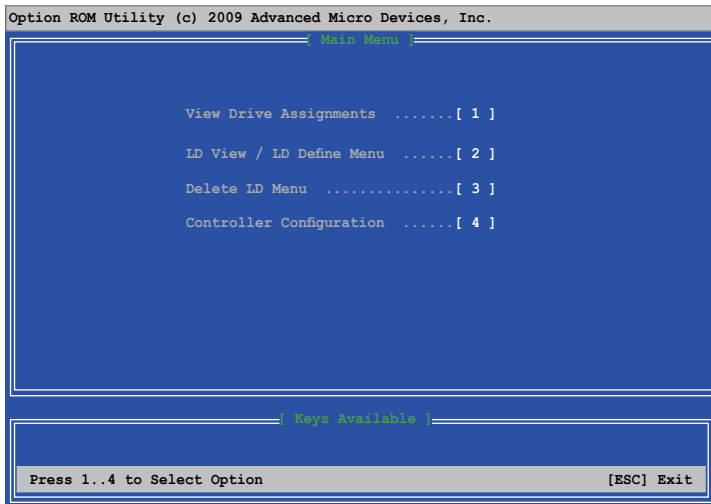 Option ROM Utility (c) 2009 Advanced Micro Devices, Inc.
[ Main Menu ]
View Drive Assignments .......[ 1 ]
LD View / LD Define Menu ......[ 2 ]
Delete LD Menu ...............[ 3 ]
Controller Configuration ......[ 4 ]
[ Keys Available ]
Press 1..4 to Select Option [ESC] Exit